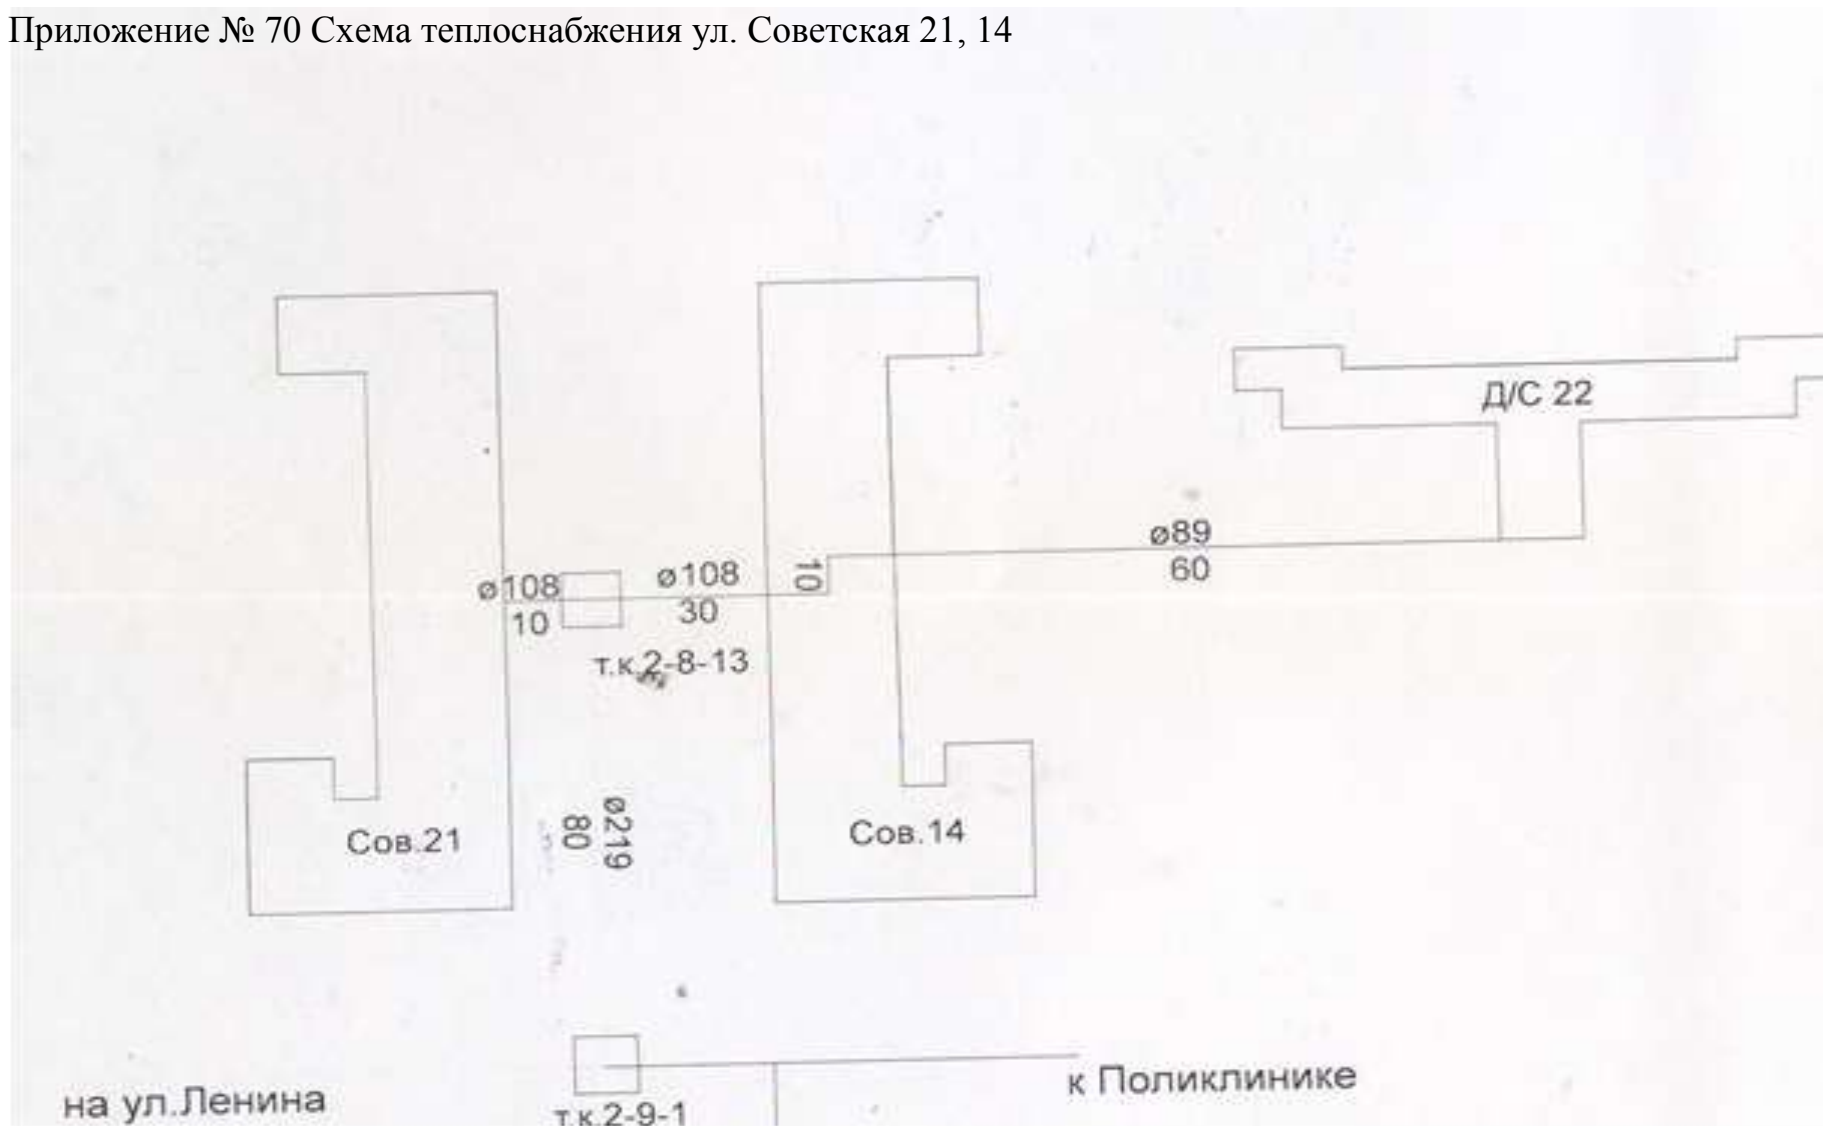 Приложение № 70 Схема теплоснабжения ул. Советская 21, 14
Д/С 22
ø89
60
ø108
10
ø108
30
10
т.к.2-8-13
Сов.21
ø219
80
Сов.14
на ул.Ленина
т.к.2-9-1
к Поликлинике